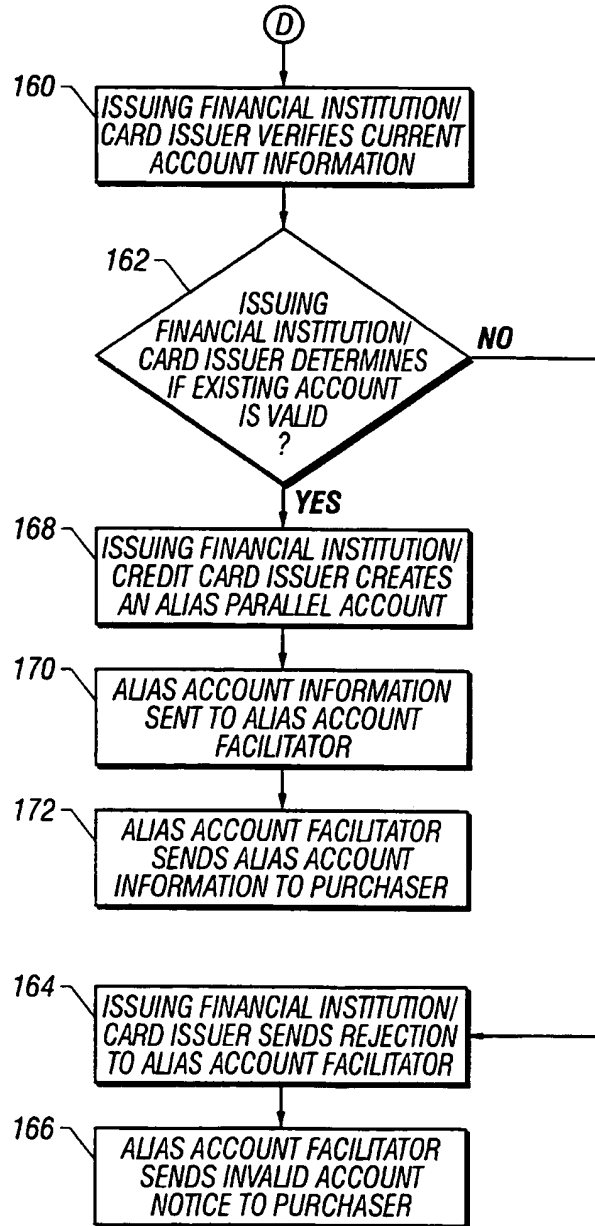 D
160
ISSUING FINANCIAL INSTITUTION/
CARD ISSUER VERIFIES CURRENT
ACCOUNT INFORMATION
162
ISSUING
FINANCIAL INSTITUTION/
CARD ISSUER DETERMINES
IF EXISTING ACCOUNT
IS VALID
?
NO
YES
168
ISSUING FINANCIAL INSTITUTION/
CREDIT CARD ISSUER CREATES
AN ALIAS PARALLEL ACCOUNT
170
ALIAS ACCOUNT INFORMATION
SENT TO ALIAS ACCOUNT
FACILITATOR
172
ALIAS ACCOUNT FACILITATOR
SENDS ALIAS ACCOUNT
INFORMATION TO PURCHASER
164
ISSUING FINANCIAL INSTITUTION/
CARD ISSUER SENDS REJECTION
TO ALIAS ACCOUNT FACILITATOR
166
ALIAS ACCOUNT FACILITATOR
SENDS INVALID ACCOUNT
NOTICE TO PURCHASER